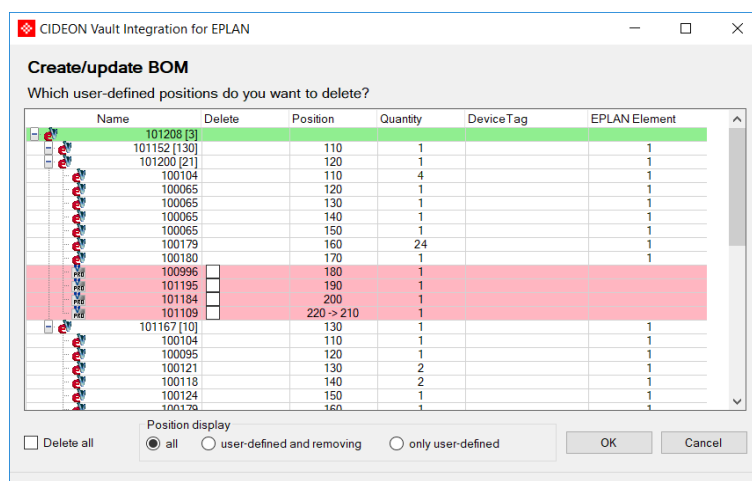 CIDEON Vault Integration for EPLAN
Create/update BOM
Which user-defined positions do you want to delete?
Name Delete Position Quantity DeviceTag EPLAN Element
101208 [3]
101152 [130] 110 1 1
101200 [21] 120 1 1
100104 110 4 1
100065 120 1 1
100065 130 1 1
100065 140 1 1
100065 150 1 1
100179 160 24 1
100180 170 1 1
100996 180 1
101195 190 1
101184 200 1
101109 220 -> 210 1
101167 [10] 130 1 1
100104 110 1 1
100095 120 1 1
100121 130 2 1
100118 140 2 1
100124 150 1 1
100179 160 1 1
Position display
Delete all all user-defined and removing only user-defined OK Cancel